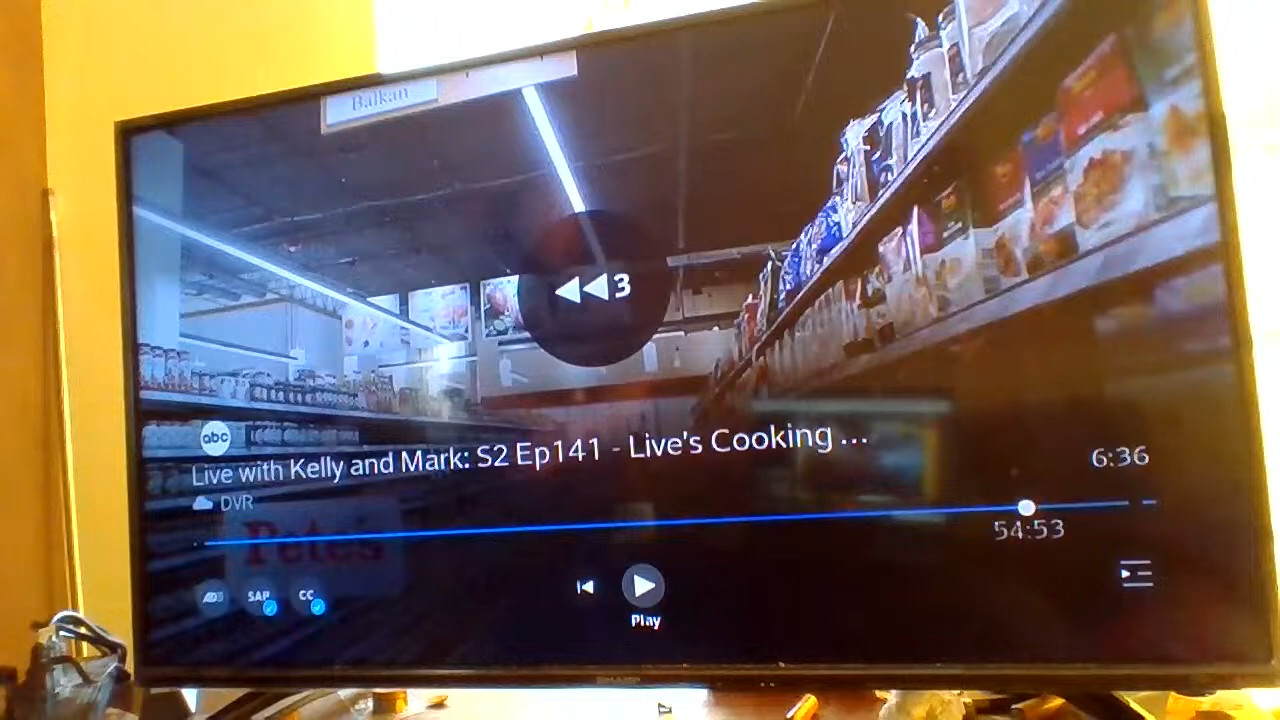 Balkan
3
abc
Live with Kelly and Mark: S2 Ep141 - Live's Cooking ...
6:36
DVR
54:53
Pete's
AD
SAP
CC
Play
SHARP